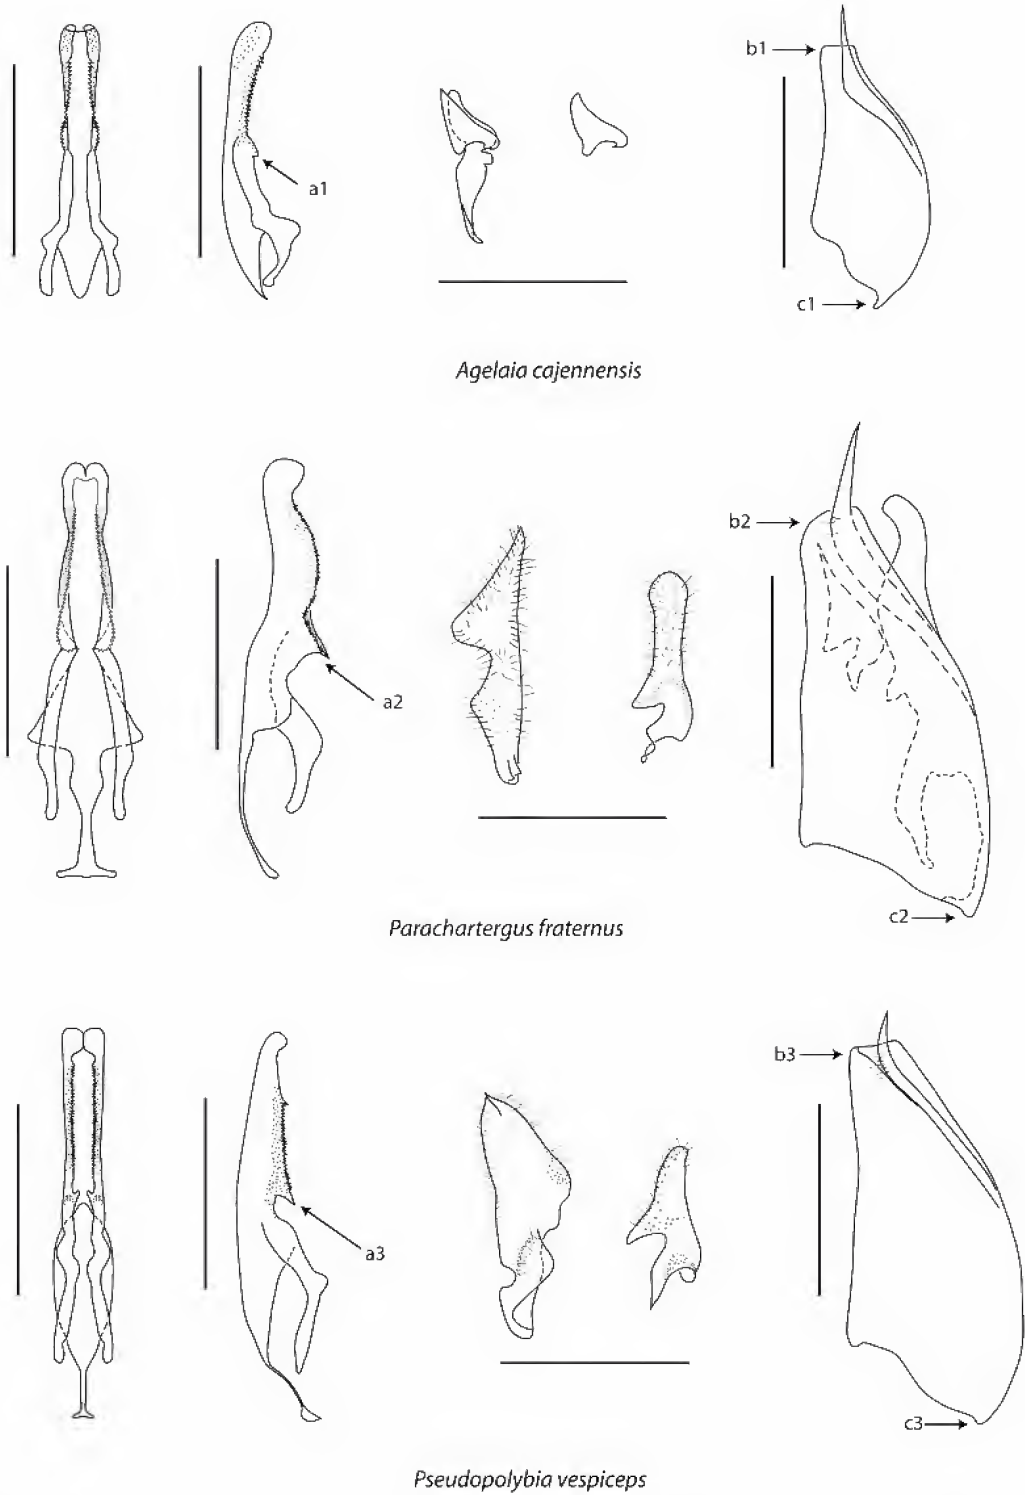 b1
a1
c1
Agelaia cajennensis
b2
a2
c2
Parachartergus fraternus
b3
a3
c3
Pseudopolybia vespiceps